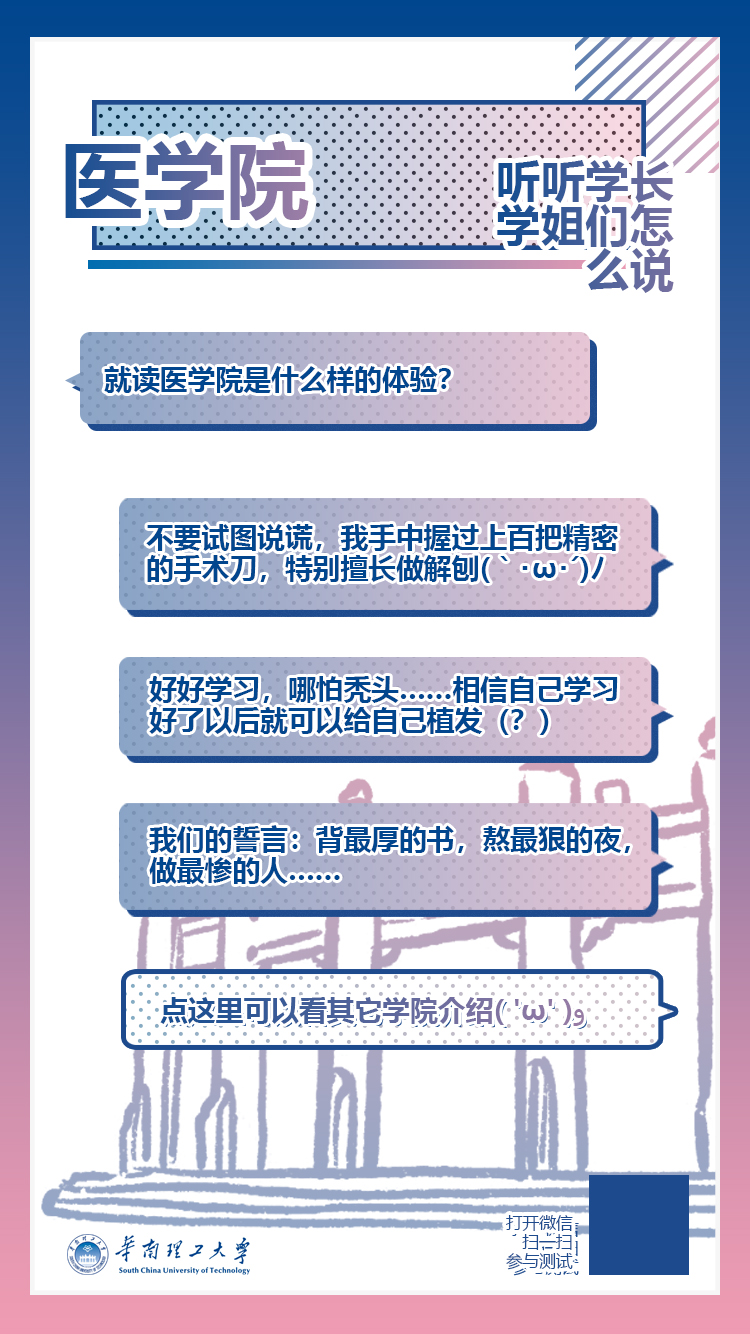 医学院
听听学长
学姐们怎
么说
就读医学院是什么样的体验？
不要试图说谎，我手中握过上百把精密
的手术刀，特别擅长做解刨(｀･ω･´)ﾉ
好好学习，哪怕秃头……相信自己学习
好了以后就可以给自己植发（？）
我们的誓言：背最厚的书，熬最狠的夜，
做最惨的人……
点这里可以看其它学院介绍( 'ω' )و
华南理工大学
South China University of Technology
打开微信
扫一扫
参与测试